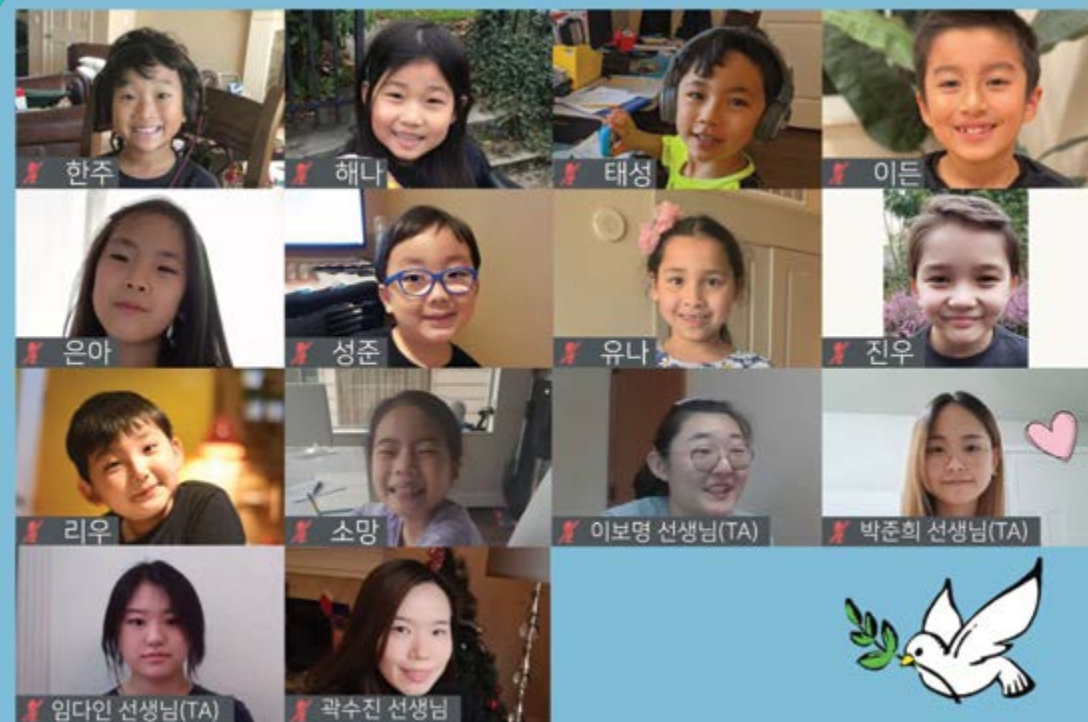 한주
해나
태성
이든
은아
성준
유나
진우
리우
소망
이보명 선생님(TA)
박준희 선생님(TA)
임다인 선생님(TA)
곽수진 선생님